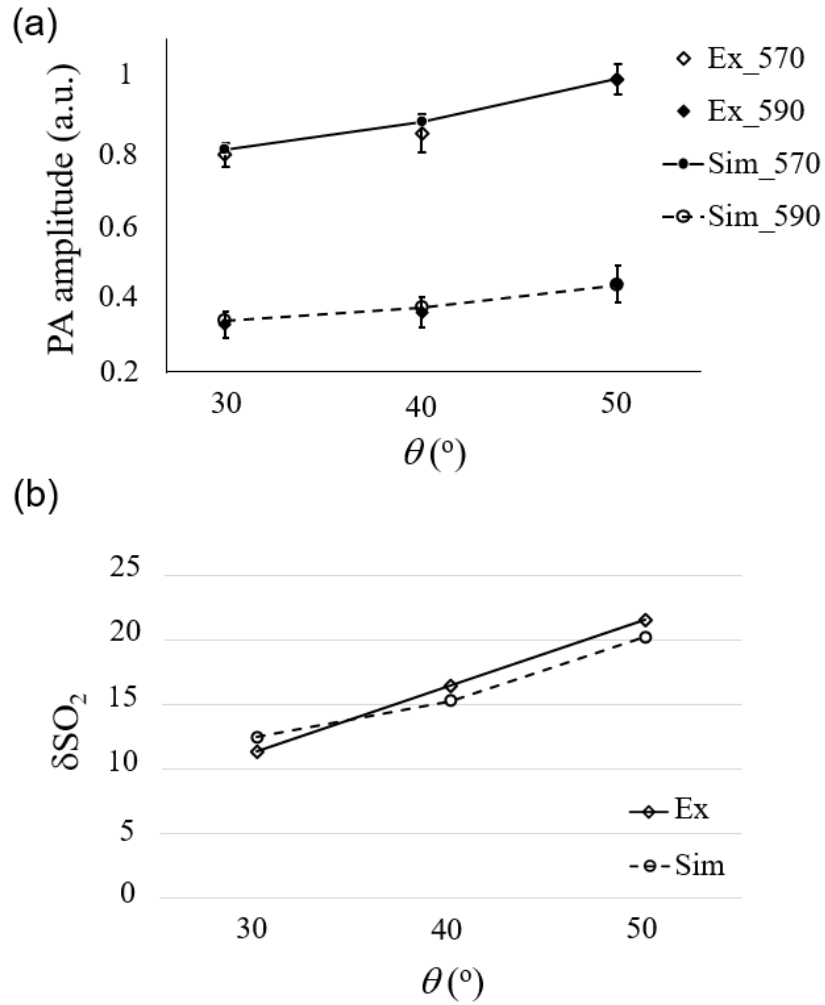 (a)
PA amplitude (a.u.)
1
0.8
0.6
0.4
0.2
30 40 50
θ (º)
Ex_570
Ex_590
Sim_570
Sim_590
(b)
δSO₂
25
20
15
10
5
0
30 40 50
θ (º)
Ex
Sim